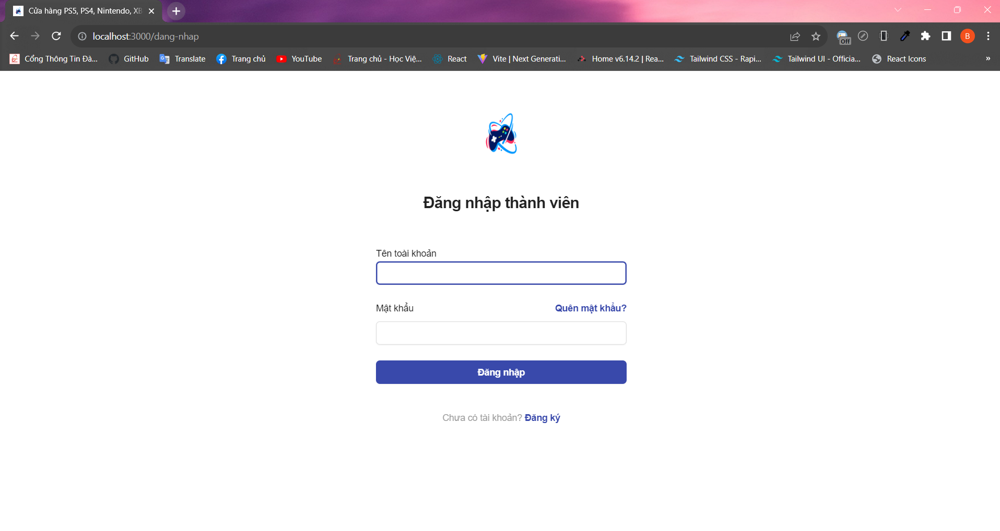 Cửa hàng PS5, PS4, Nintendo, XB
localhost:3000/dang-nhap
Off
B
Cổng Thông Tin Đà... GitHub Translate Trang chủ YouTube Trang chủ - Học Việ... React Vite | Next Generati... Home v6.14.2 | Rea... Tailwind CSS - Rapi... Tailwind UI - Officia... React Icons »
Đăng nhập thành viên
Tên toài khoản
Mật khẩu Quên mật khẩu?
Đăng nhập
Chưa có tài khoản? Đăng ký